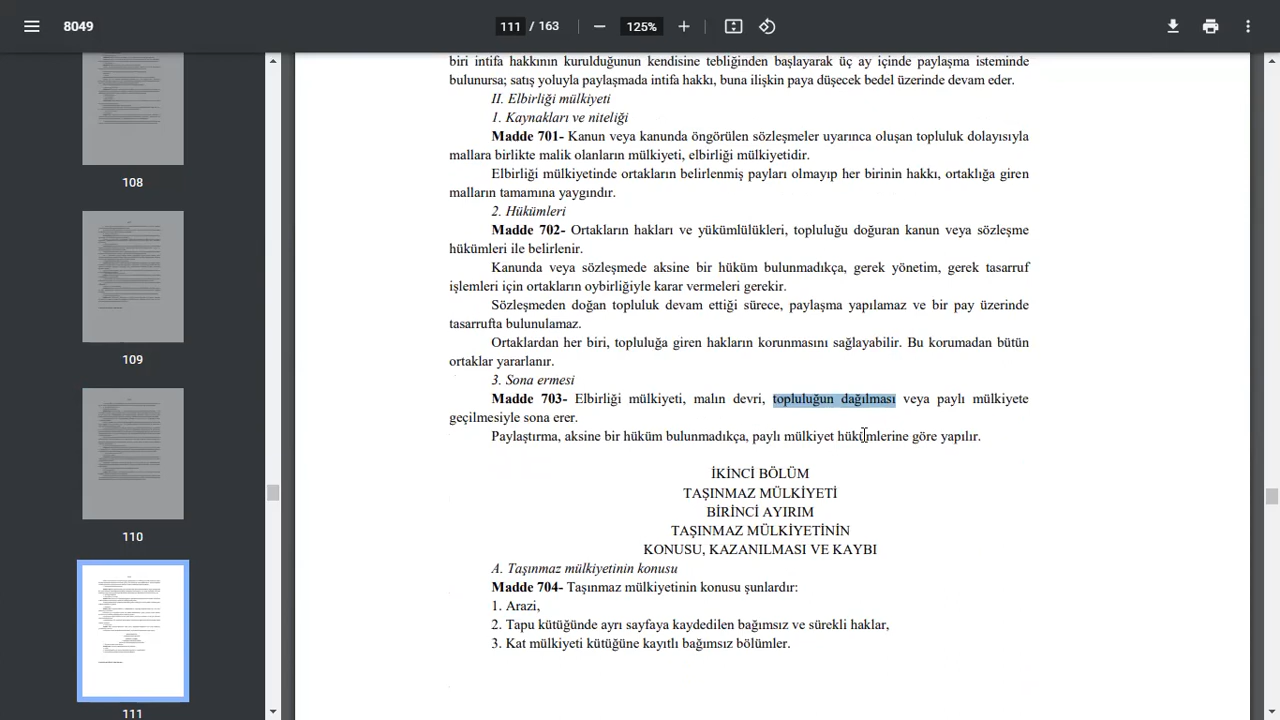 8049
111 / 163
125%
108
109
110
111
biri intifa hakkının kurulduğunun kendisine tebliğinden başlayarak üç ay içinde paylaşma isteminde
bulunursa; satış yoluyla paylaşmada intifa hakkı, buna ilişkin paya düşecek bedel üzerinde devam eder.
II. Elbirliği mülkiyeti
1. Kaynakları ve niteliği
Madde 701- Kanun veya kanunda öngörülen sözleşmeler uyarınca oluşan topluluk dolayısıyla
mallara birlikte malik olanların mülkiyeti, elbirliği mülkiyetidir.
Elbirliği mülkiyetinde ortakların belirlenmiş payları olmayıp her birinin hakkı, ortaklığa giren
malların tamamına yaygındır.
2. Hükümleri
Madde 702- Ortakların hakları ve yükümlülükleri, topluluğu doğuran kanun veya sözleşme
hükümleri ile belirlenir.
Kanunda veya sözleşmede aksine bir hüküm bulunmadıkça, gerek yönetim, gerek tasarruf
işlemleri için ortakların oybirliğiyle karar vermeleri gerekir.
Sözleşmeden doğan topluluk devam ettiği sürece, paylaşma yapılamaz ve bir pay üzerinde
tasarrufta bulunulamaz.
Ortaklardan her biri, topluluğa giren hakların korunmasını sağlayabilir. Bu korumadan bütün
ortaklar yararlanır.
3. Sona ermesi
Madde 703- Elbirliği mülkiyeti, malın devri, topluluğun dağılması veya paylı mülkiyete
geçilmesiyle sona erer.
Paylaştırma, aksine bir hüküm bulunmadıkça, paylı mülkiyet hükümlerine göre yapılır.
İKİNCİ BÖLÜM
TAŞINMAZ MÜLKİYETİ
BİRİNCİ AYIRIM
TAŞINMAZ MÜLKİYETİNİN
KONUSU, KAZANILMASI VE KAYBI
A. Taşınmaz mülkiyetinin konusu
Madde 704- Taşınmaz mülkiyetinin konusu şunlardır:
1. Arazi,
2. Tapu kütüğünde ayrı sayfaya kaydedilen bağımsız ve sürekli haklar,
3. Kat mülkiyeti kütüğüne kayıtlı bağımsız bölümler.